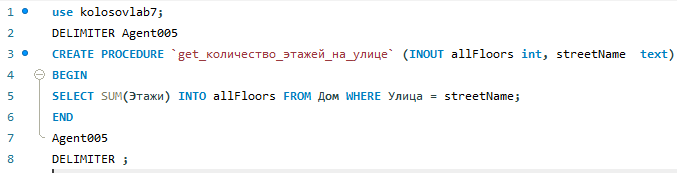 1 use kolosovlab7;
2 DELIMITER Agent005
3 CREATE PROCEDURE `get_количество_этажей_на_улице` (INOUT allFloors int, streetName  text)
4 BEGIN
5 SELECT SUM(Этажи) INTO allFloors FROM Дом WHERE Улица = streetName;
6 END
7 Agent005
8 DELIMITER ;